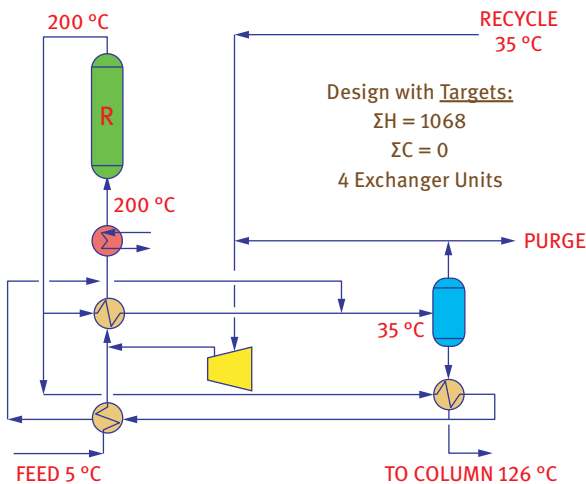 200 °C
RECYCLE
35 °C
Design with Targets:
ΣH = 1068
ΣC = 0
4 Exchanger Units
R
200 °C
PURGE
35 °C
FEED 5 °C
TO COLUMN 126 °C